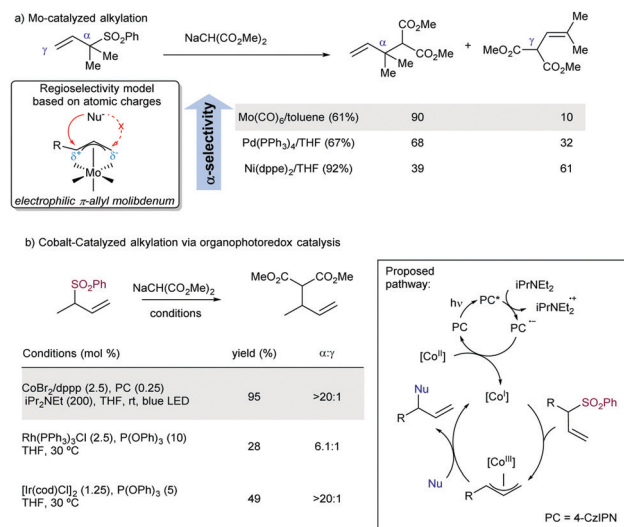 a) Mo-catalyzed alkylation
SO₂Ph
α
γ
Me
Me
NaCH(CO₂Me)₂
CO₂Me
α
CO₂Me
Me
Me
+
γ
Me
MeO₂C
Me
CO₂Me
Regioselectivity model
based on atomic charges
Nu⁻
x
R
δ⁺
δ⁻
Mo
electrophilic π-allyl molibdenum
α-selectivity
Mo(CO)₆/toluene (61%) 90 10
Pd(PPh₃)₄/THF (67%) 68 32
Ni(dppe)₂/THF (92%) 39 61
b) Cobalt-Catalyzed alkylation via organophotoredox catalysis
SO₂Ph
Me
NaCH(CO₂Me)₂
conditions
MeO₂C CO₂Me
Me
Conditions (mol %) yield (%) α:γ
CoBr₂/dppp (2.5), PC (0.25)
iPr₂NEt (200), THF, rt, blue LED
95 >20:1
Rh(PPh₃)₃Cl (2.5), P(OPh)₃ (10)
THF, 30 ºC
28 6.1:1
[Ir(cod)Cl]₂ (1.25), P(OPh)₃ (5)
THF, 30 ºC
49 >20:1
Proposed
pathway:
iPrNEt₂
hν
PC*
iPrNEt₂•+
PC
PC•−
[Coᴵᴵ]
Nu
R
[Coᴵ]
SO₂Ph
R
[Coᴵᴵᴵ]
Nu
R
PC = 4-CzIPN